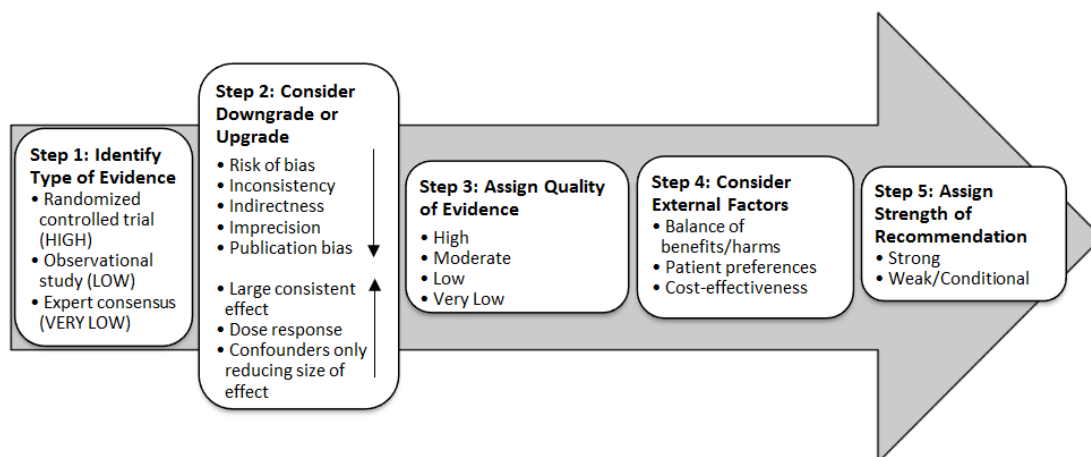 Step 1: Identify
Type of Evidence
• Randomized
controlled trial
(HIGH)
• Observational
study (LOW)
• Expert consensus
(VERY LOW)
Step 2: Consider
Downgrade or
Upgrade
• Risk of bias
• Inconsistency
• Indirectness
• Imprecision
• Publication bias
• Large consistent
effect
• Dose response
• Confounders only
reducing size of
effect
Step 3: Assign Quality
of Evidence
• High
• Moderate
• Low
• Very Low
Step 4: Consider
External Factors
• Balance of
benefits/harms
• Patient preferences
• Cost-effectiveness
Step 5: Assign
Strength of
Recommendation
• Strong
• Weak/Conditional